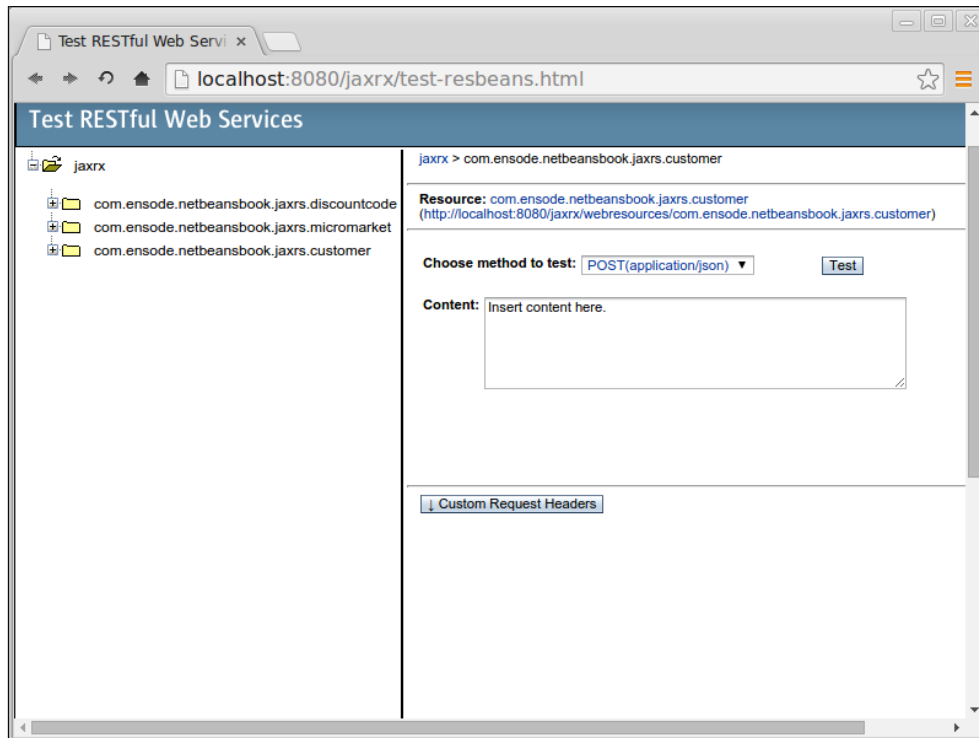 Test RESTful Web Servi
localhost:8080/jaxrx/test-resbeans.html
Test RESTful Web Services
jaxrx
com.ensode.netbeansbook.jaxrs.discountcode
com.ensode.netbeansbook.jaxrs.micromarket
com.ensode.netbeansbook.jaxrs.customer
jaxrx > com.ensode.netbeansbook.jaxrs.customer
Resource: com.ensode.netbeansbook.jaxrs.customer
(http://localhost:8080/jaxrx/webresources/com.ensode.netbeansbook.jaxrs.customer)
Choose method to test: POST(application/json) ▼ Test
Content: Insert content here.
↓ Custom Request Headers